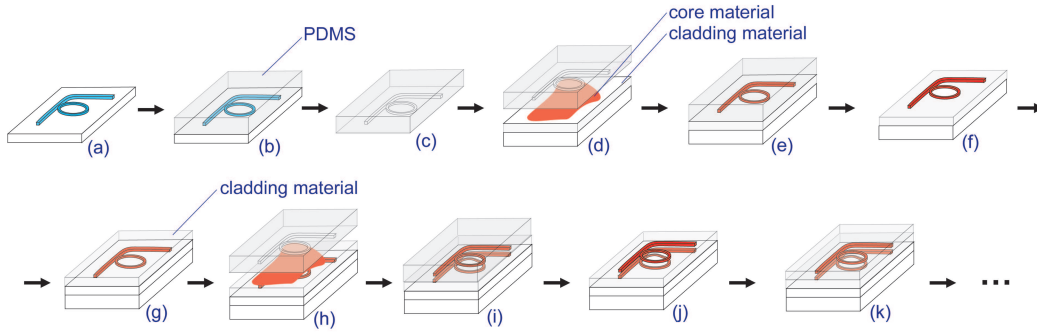 core material
PDMS
cladding material
(a)
(b)
(c)
(d)
(e)
(f)
cladding material
(g)
(h)
(i)
(j)
(k)
...